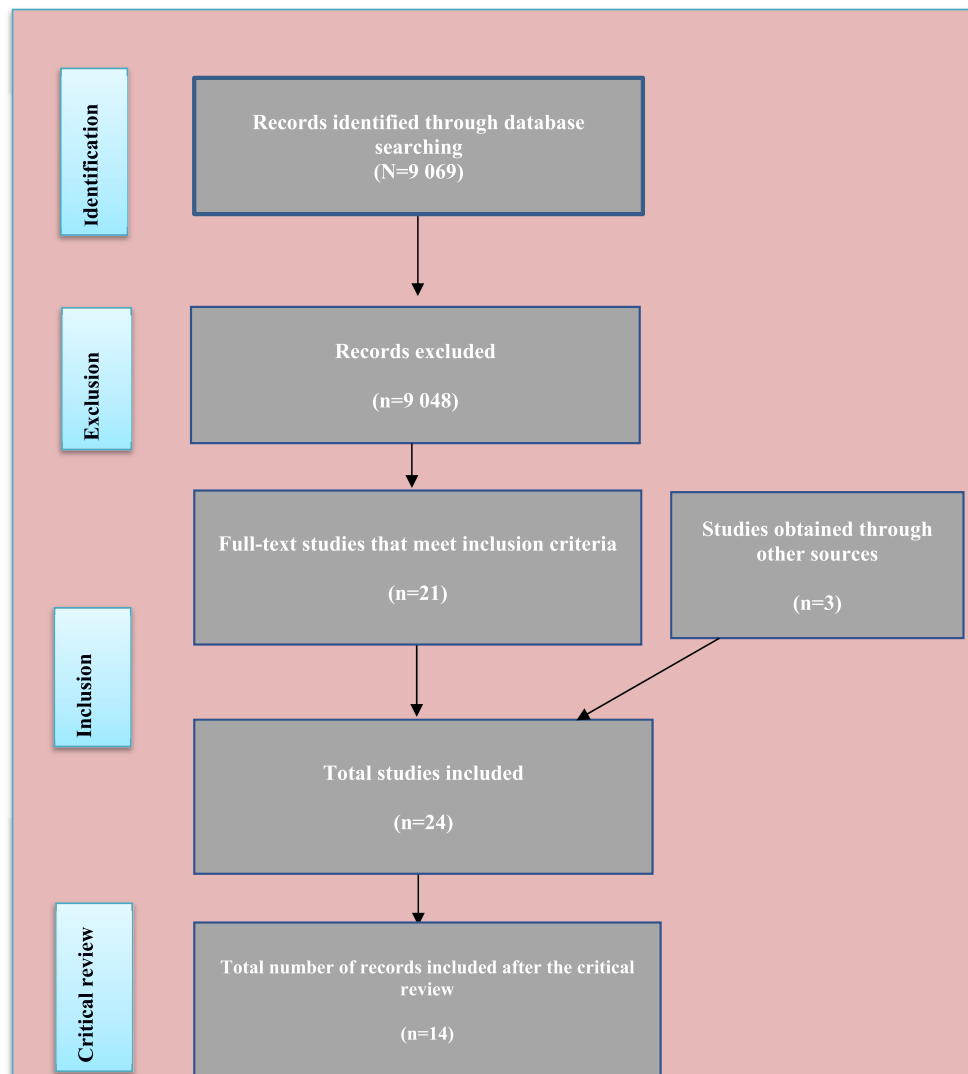 Identification
Records identified through database
searching
(N=9 069)
Exclusion
Records excluded
(n=9 048)
Full-text studies that meet inclusion criteria
(n=21)
Studies obtained through
other sources
(n=3)
Inclusion
Total studies included
(n=24)
Critical review
Total number of records included after the critical
review
(n=14)